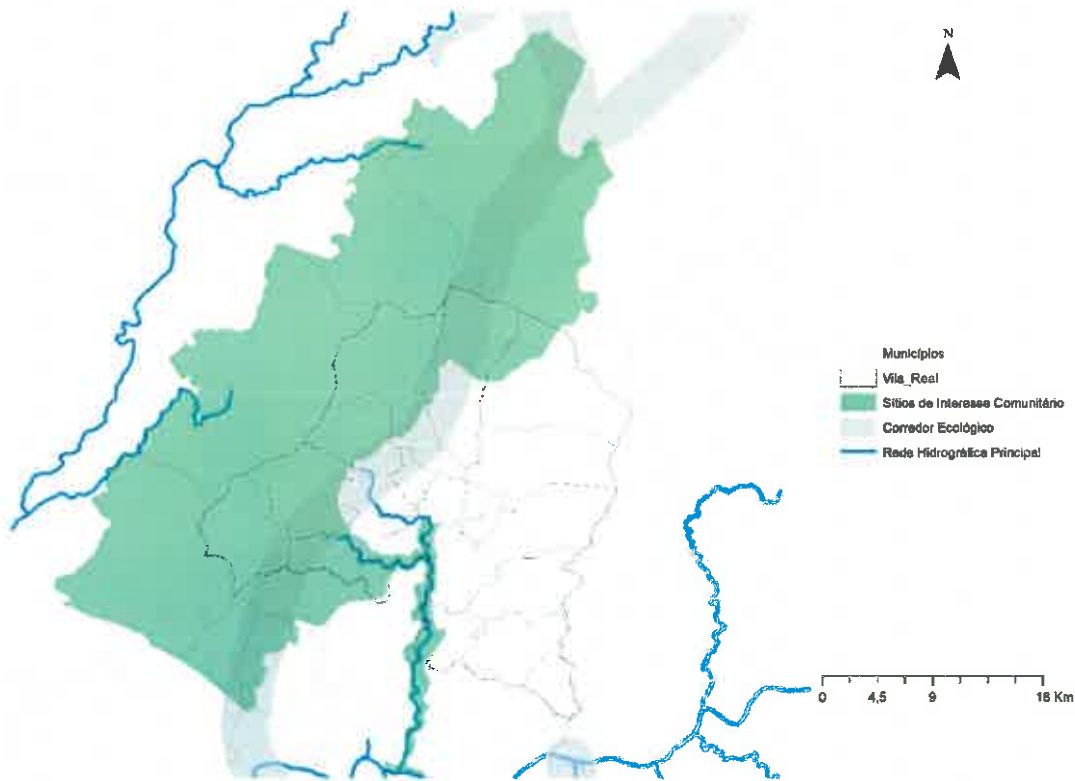 N
Municípios
Vila_Real
Sítios de Interesse Comunitário
Corredor Ecológico
Rede Hidrográfica Principal
0 4,5 9 18 Km